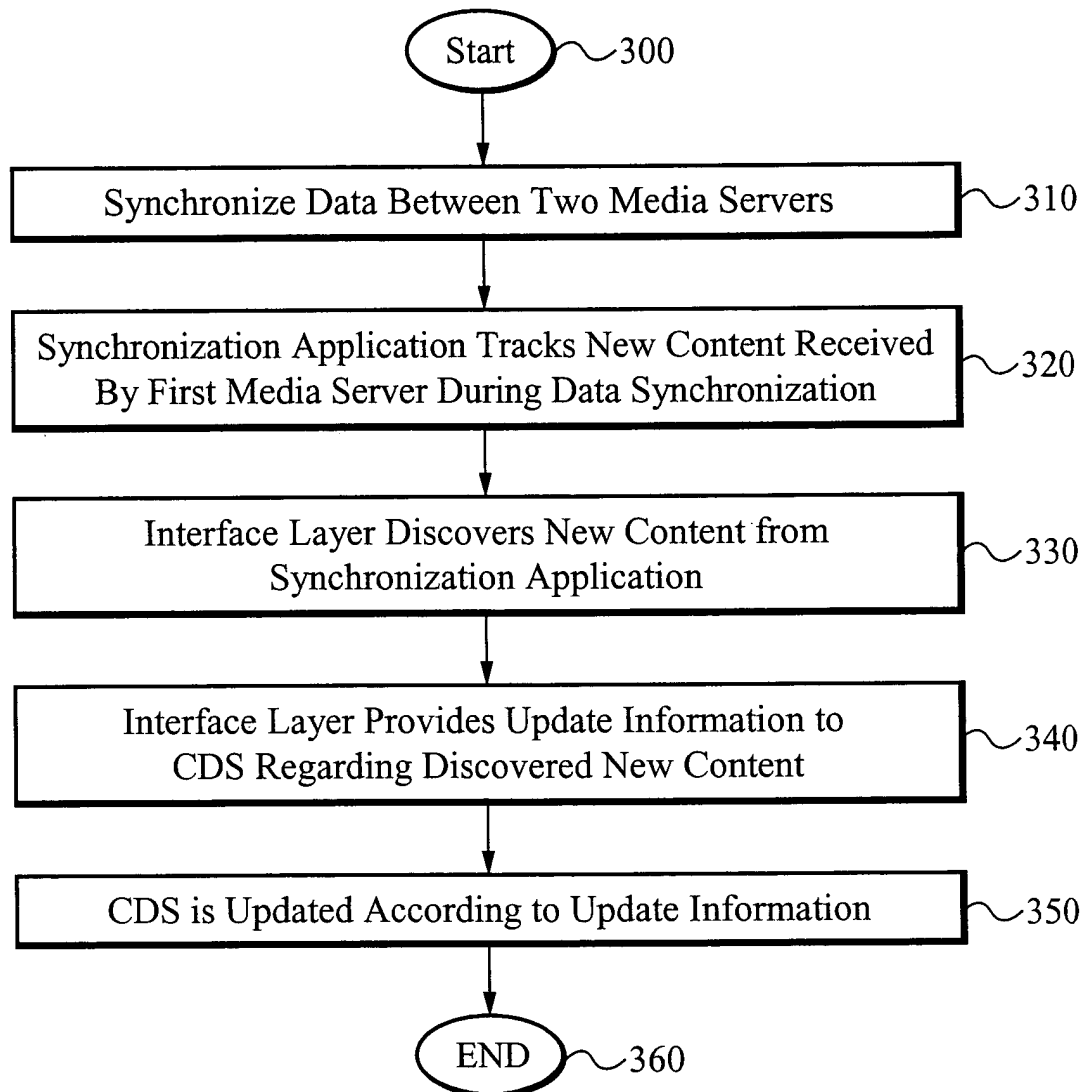 Start
300
Synchronize Data Between Two Media Servers
310
Synchronization Application Tracks New Content Received
By First Media Server During Data Synchronization
320
Interface Layer Discovers New Content from
Synchronization Application
330
Interface Layer Provides Update Information to
CDS Regarding Discovered New Content
340
CDS is Updated According to Update Information
350
END
360